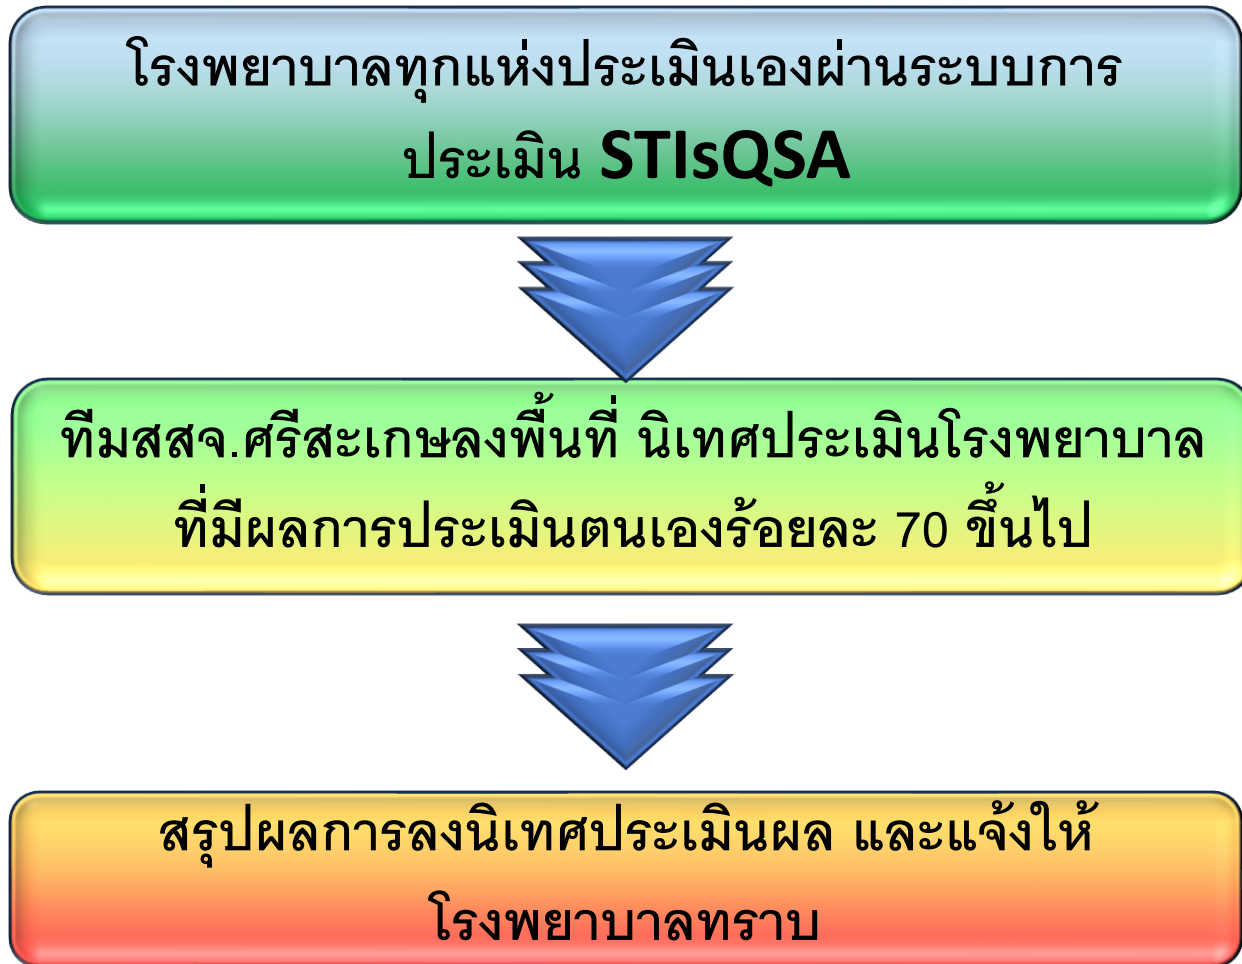 โรงพยาบาลทุกแห่งประเมินเองผ่านระบบการ
ประเมิน STIsQSA
ทีมสสจ.ศรีสะเกษลงพื้นที่ นิเทศประเมินโรงพยาบาล
ที่มีผลการประเมินตนเองร้อยละ 70 ขึ้นไป
สรุปผลการลงนิเทศประเมินผล และแจ้งให้
โรงพยาบาลทราบ